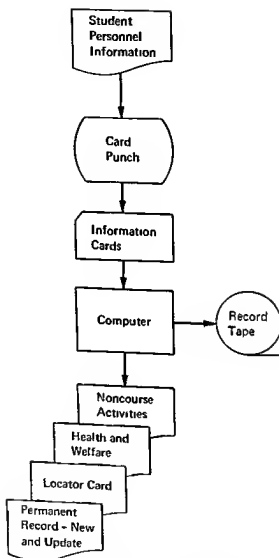 Student
Personnel
Information
Card
Punch
Information
Cards
Computer
Record
Tape
Noncourse
Activities
Health and
Welfare
Locator Card
Permanent
Record - New
and Update